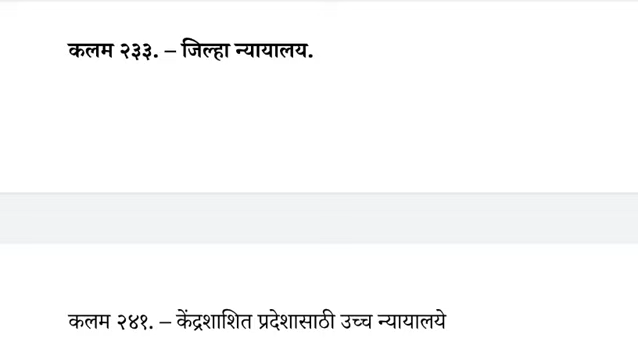 कलम २३३. – जिल्हा न्यायालय.
कलम २४१. – केंद्रशाशित प्रदेशासाठी उच्च न्यायालये